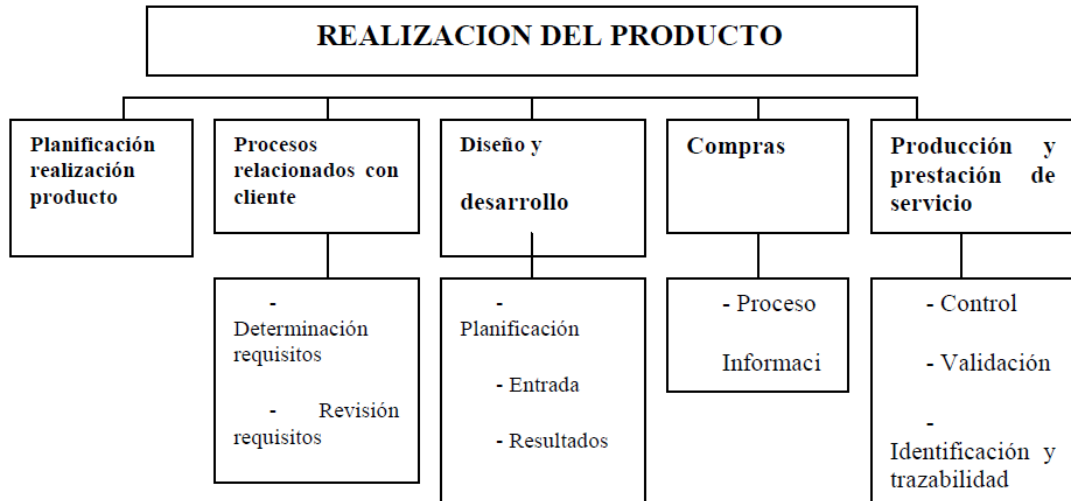 REALIZACION DEL PRODUCTO
Planificación
realización
producto
Procesos
relacionados con
cliente
Diseño y
desarrollo
Compras
Producción y
prestación de
servicio
-
Determinación
requisitos
- Revisión
requisitos
-
Planificación
- Entrada
- Resultados
- Proceso
Informaci
- Control
- Validación
-
Identificación y
trazabilidad